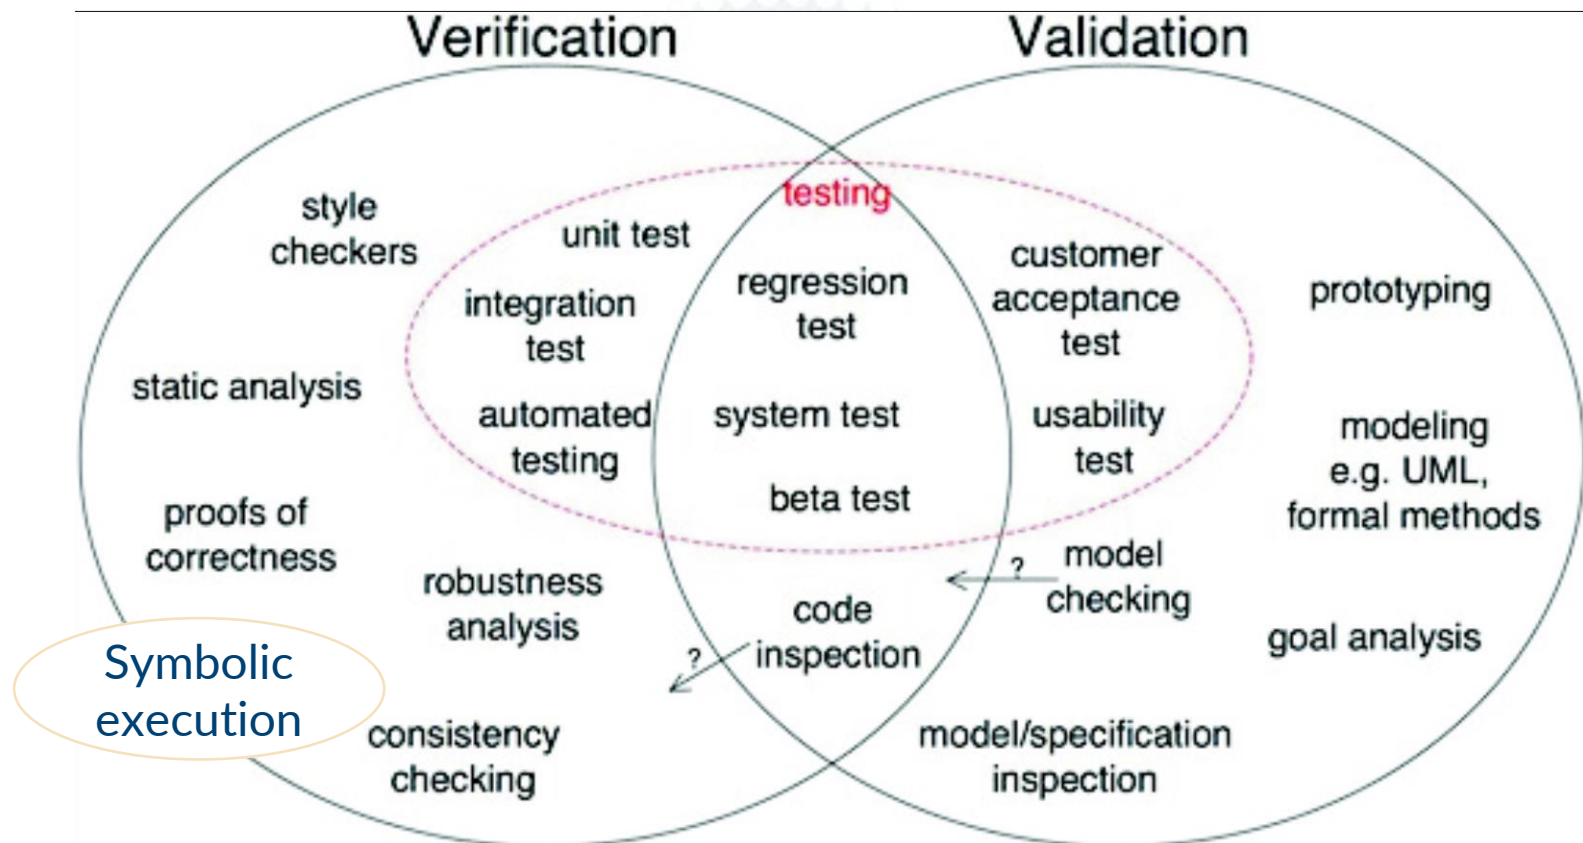 Verification
Validation
testing
style
checkers
unit test
integration
test
static analysis
automated
testing
proofs of
correctness
robustness
analysis
Symbolic
execution
consistency
checking
regression
test
system test
beta test
code
inspection
?
customer
acceptance
test
usability
test
?
model
checking
model/specification
inspection
prototyping
modeling
e.g. UML,
formal methods
goal analysis